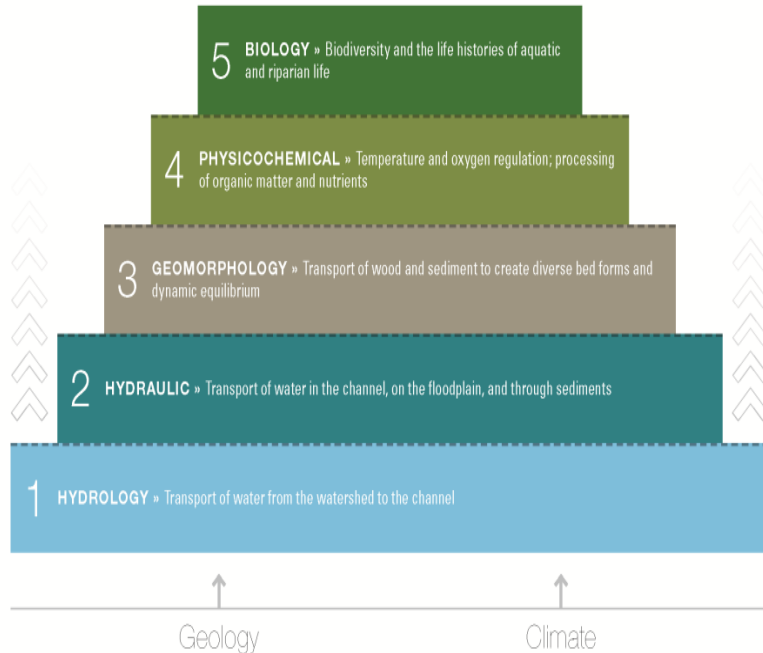 5 BIOLOGY » Biodiversity and the life histories of aquatic
and riparian life
4 PHYSICOCHEMICAL » Temperature and oxygen regulation; processing
of organic matter and nutrients
3 GEOMORPHOLOGY » Transport of wood and sediment to create diverse bed forms and
dynamic equilibrium
2 HYDRAULIC » Transport of water in the channel, on the floodplain, and through sediments
1 HYDROLOGY » Transport of water from the watershed to the channel
Geology Climate